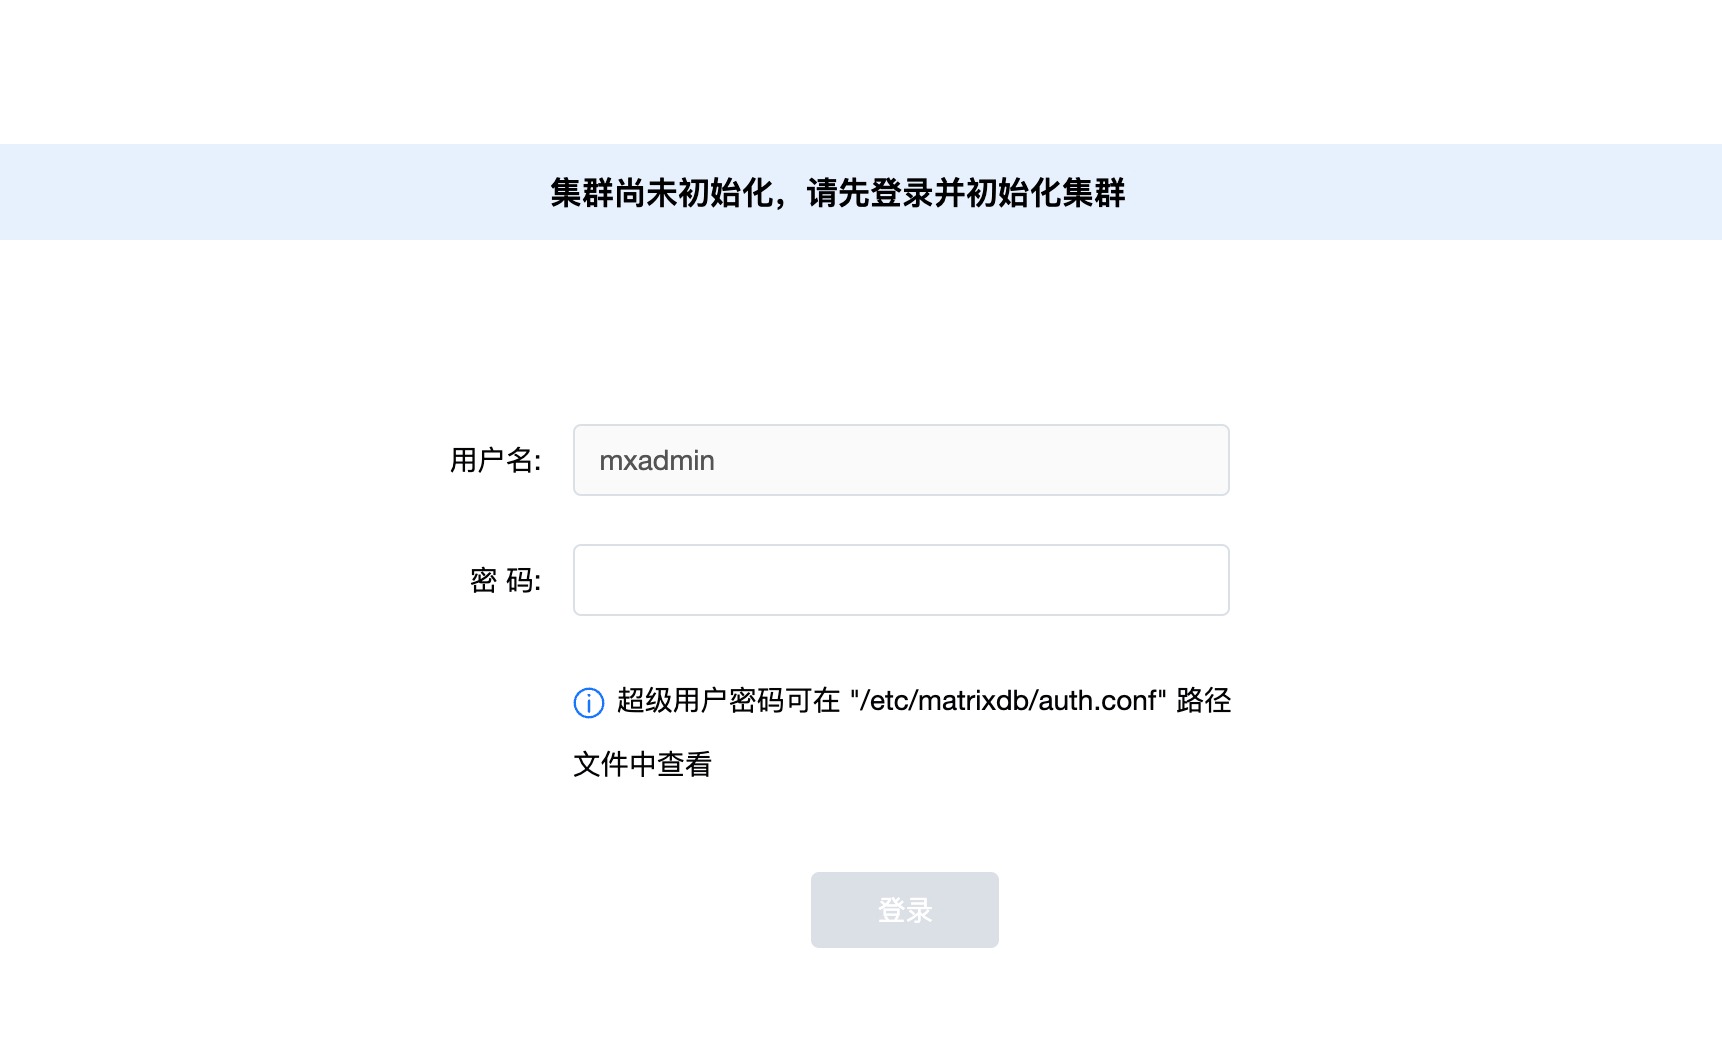 集群尚未初始化，请先登录并初始化集群
用户名:
mxadmin
密 码:
超级用户密码可在 "/etc/matrixdb/auth.conf" 路径
文件中查看
登录